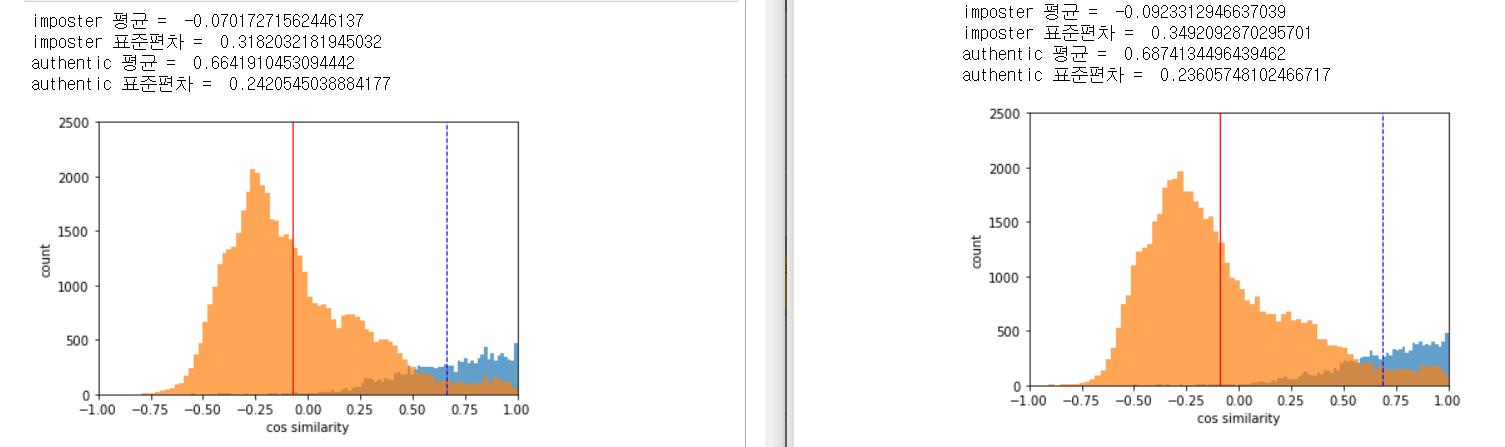 imposter 평균 =  -0.07017271562446137
imposter 표준편차 =  0.3182032181945032
authentic 평균 =  0.6641910453094442
authentic 표준편차 =  0.2420545038884177
2500
2000
1500
1000
500
0
count
−1.00 −0.75 −0.50 −0.25 0.00 0.25 0.50 0.75 1.00
cos similarity
imposter 평균 =  -0.0923312946637039
imposter 표준편차 =  0.3492092870295701
authentic 평균 =  0.6874134496439462
authentic 표준편차 =  0.23605748102466717
2500
2000
1500
1000
500
0
count
−1.00 −0.75 −0.50 −0.25 0.00 0.25 0.50 0.75 1.00
cos similarity